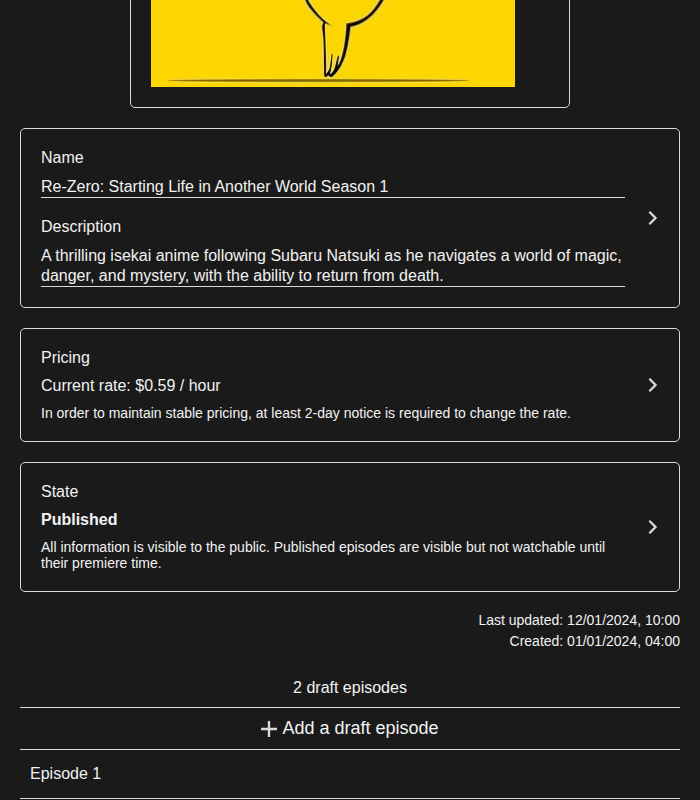 Name
Re-Zero: Starting Life in Another World Season 1
Description
A thrilling isekai anime following Subaru Natsuki as he navigates a world of magic,
danger, and mystery, with the ability to return from death.
Pricing
Current rate: $0.59 / hour
In order to maintain stable pricing, at least 2-day notice is required to change the rate.
State
Published
All information is visible to the public. Published episodes are visible but not watchable until
their premiere time.
Last updated: 12/01/2024, 10:00
Created: 01/01/2024, 04:00
2 draft episodes
Add a draft episode
Episode 1